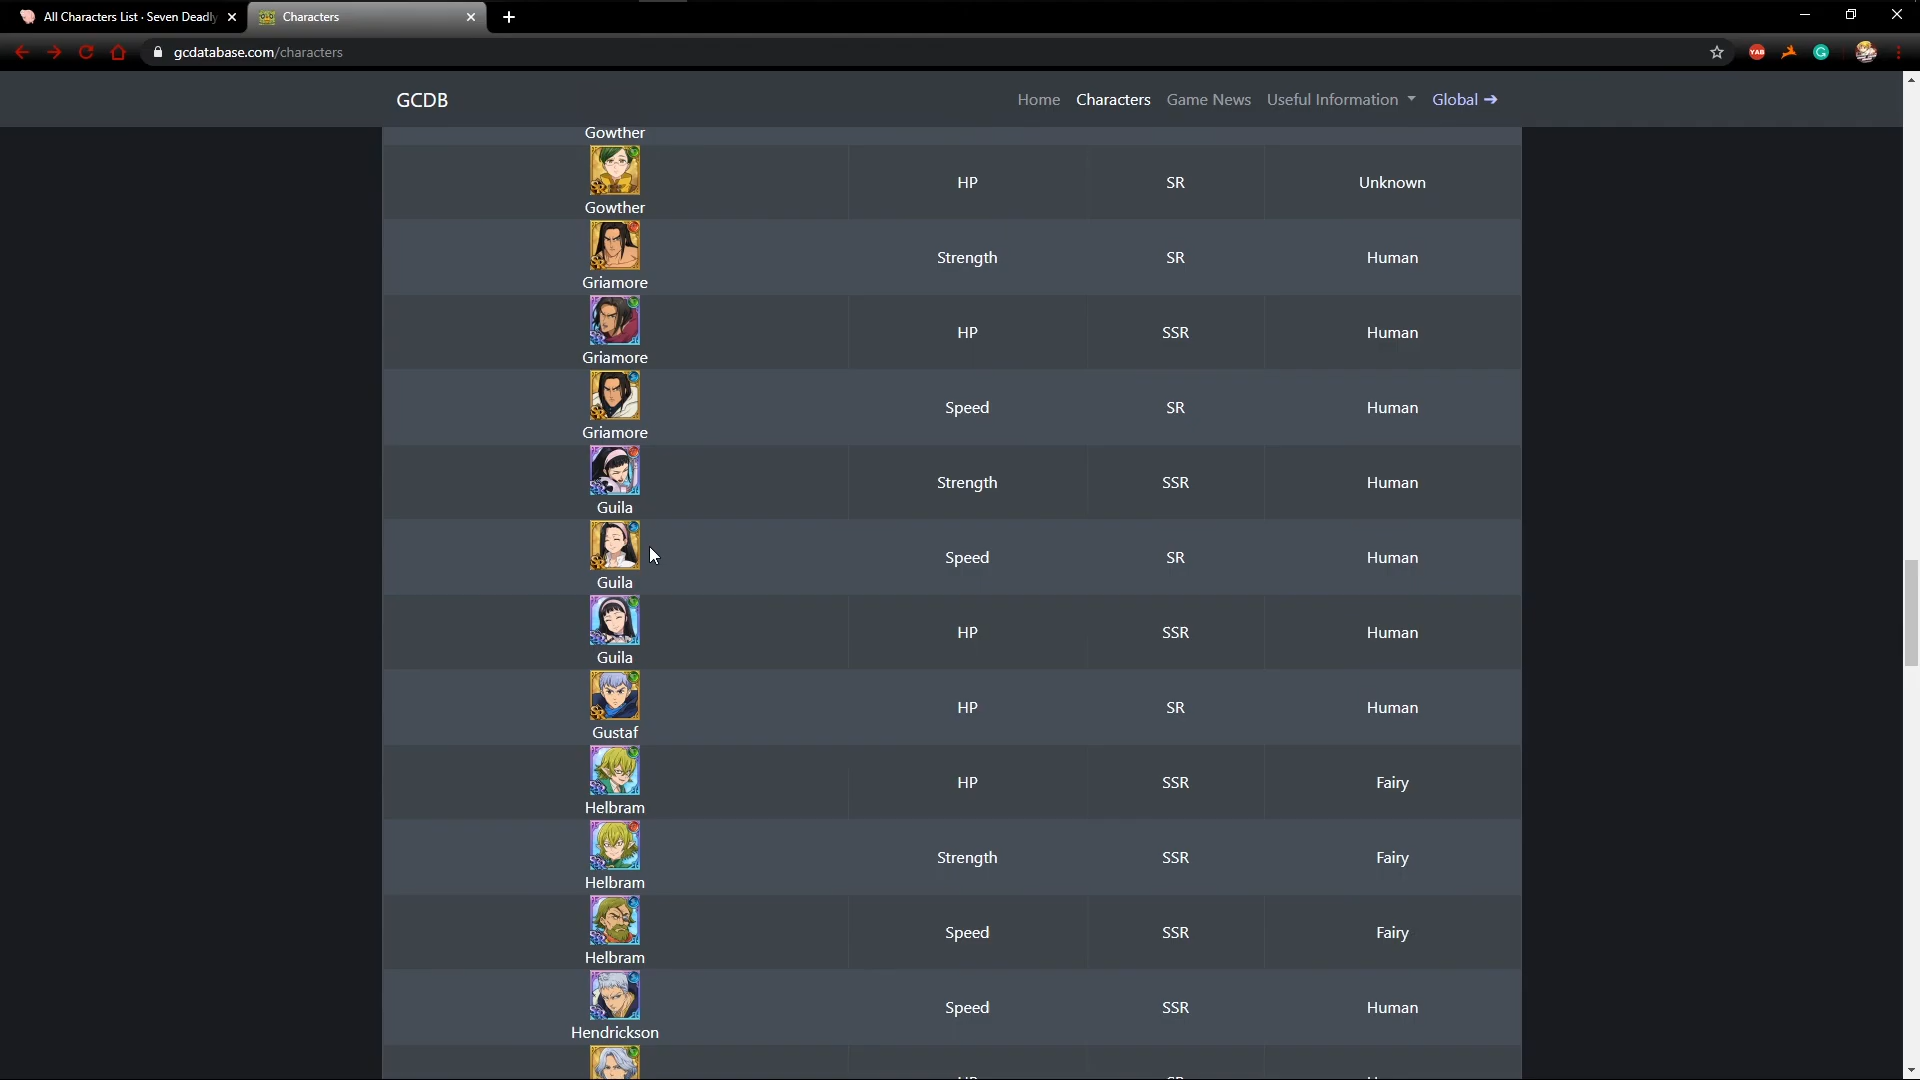 All Characters List · Seven Deadly
Characters
gcdatabase.com/characters
YAB
GCDB
Home
Characters
Game News
Useful Information
Global
Gowther
HP
SR
Unknown
Gowther
Strength
SR
Human
Griamore
HP
SSR
Human
Griamore
Speed
SR
Human
Griamore
Strength
SSR
Human
Guila
Speed
SR
Human
Guila
HP
SSR
Human
Guila
HP
SR
Human
Gustaf
HP
SSR
Fairy
Helbram
Strength
SSR
Fairy
Helbram
Speed
SSR
Fairy
Helbram
Speed
SSR
Human
Hendrickson